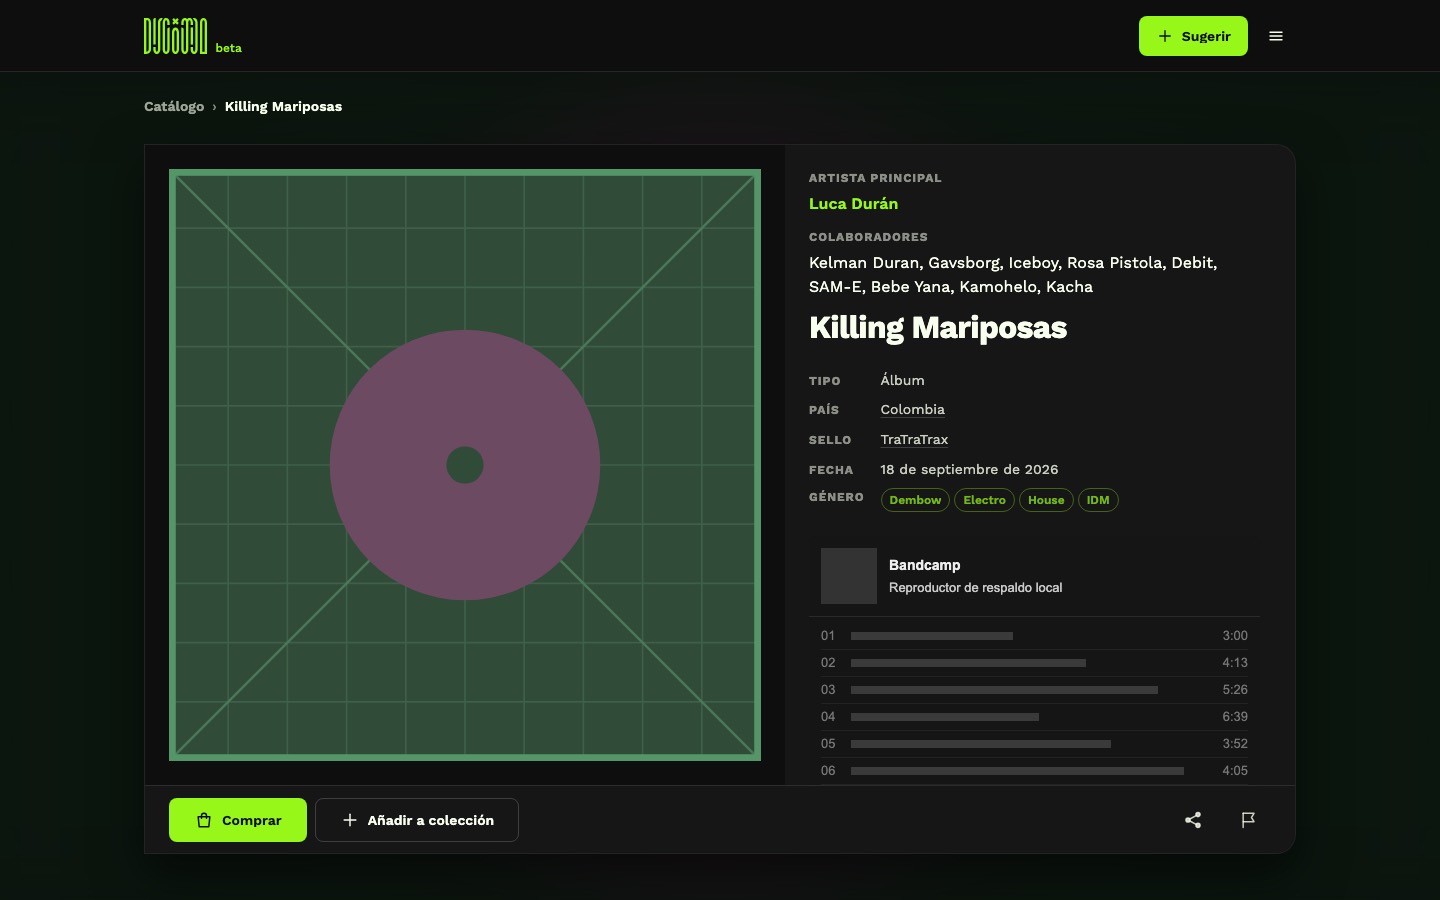 beta
Sugerir
Catálogo › Killing Mariposas
ARTISTA PRINCIPAL
Luca Durán
COLABORADORES
Kelman Duran, Gavsborg, Iceboy, Rosa Pistola, Debit,
SAM-E, Bebe Yana, Kamohelo, Kacha
Killing Mariposas
TIPO Álbum
PAÍS Colombia
SELLO TraTraTrax
FECHA 18 de septiembre de 2026
GÉNERO Dembow Electro House IDM
Bandcamp
Reproductor de respaldo local
01 3:00
02 4:13
03 5:26
04 6:39
05 3:52
06 4:05
Comprar
Añadir a colección